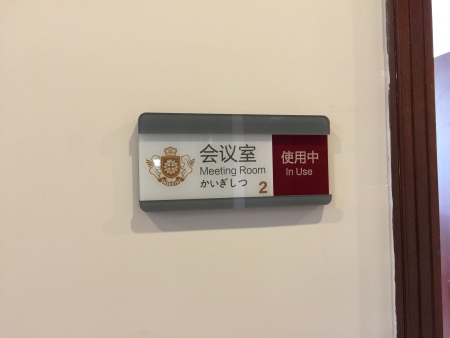 会议室
Meeting Room
かいぎしつ
2
使用中
In Use